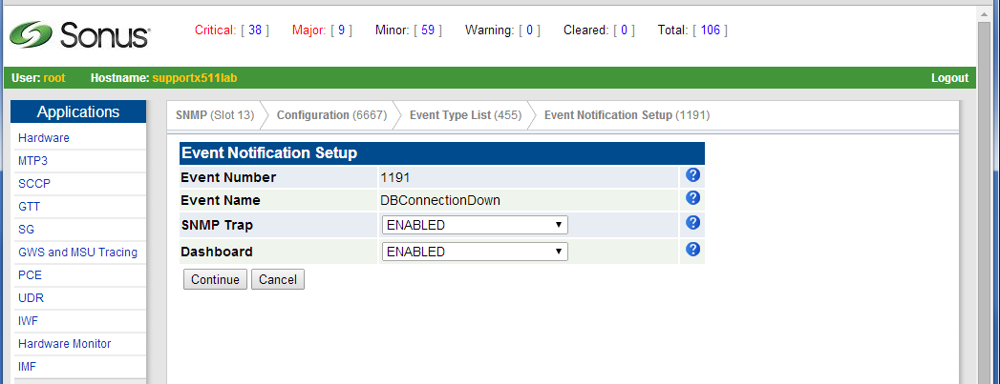 Sonus Critical: [ 38 ] Major: [ 9 ] Minor: [ 59 ] Warning: [ 0 ] Cleared: [ 0 ] Total: [ 106 ]
User: root Hostname: supportx511lab Logout
Applications
Hardware
MTP3
SCCP
GTT
SG
GWS and MSU Tracing
PCE
UDR
IWF
Hardware Monitor
IMF
SNMP (Slot 13) Configuration (6667) Event Type List (455) Event Notification Setup (1191)
Event Notification Setup
Event Number 1191 ?
Event Name DBConnectionDown ?
SNMP Trap ENABLED ?
Dashboard ENABLED ?
Continue Cancel